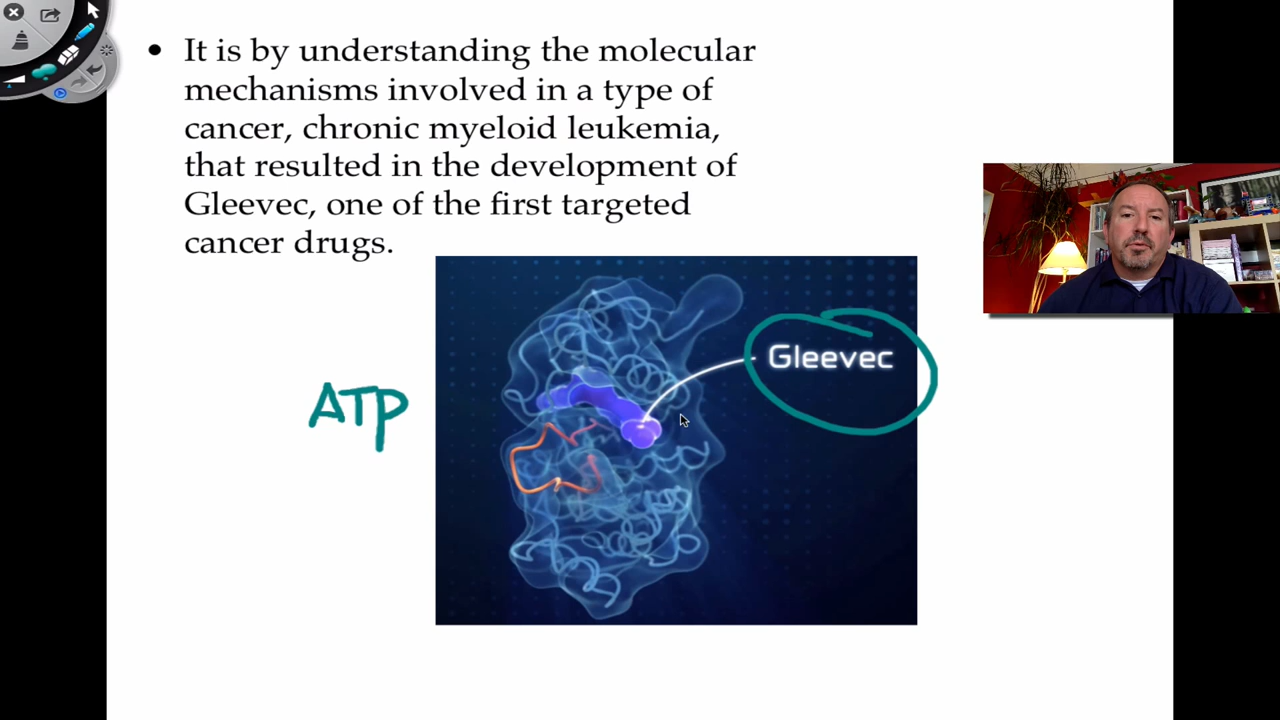 • It is by understanding the molecular
mechanisms involved in a type of
cancer, chronic myeloid leukemia,
that resulted in the development of
Gleevec, one of the first targeted
cancer drugs.
Gleevec
ATP